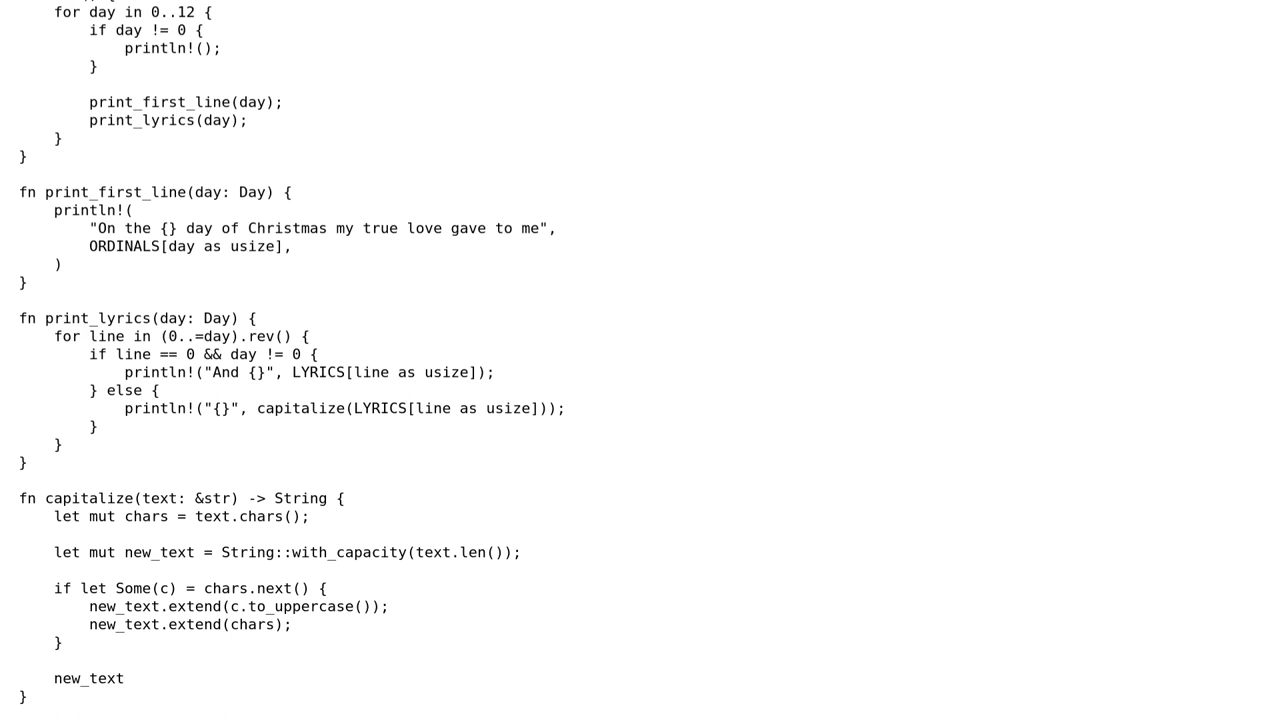 for day in 0..12 {
        if day != 0 {
            println!();
        }

        print_first_line(day);
        print_lyrics(day);
    }
}

fn print_first_line(day: Day) {
    println!(
        "On the {} day of Christmas my true love gave to me",
        ORDINALS[day as usize],
    )
}

fn print_lyrics(day: Day) {
    for line in (0..=day).rev() {
        if line == 0 && day != 0 {
            println!("And {}", LYRICS[line as usize]);
        } else {
            println!("{}", capitalize(LYRICS[line as usize]));
        }
    }
}

fn capitalize(text: &str) -> String {
    let mut chars = text.chars();

    let mut new_text = String::with_capacity(text.len());

    if let Some(c) = chars.next() {
        new_text.extend(c.to_uppercase());
        new_text.extend(chars);
    }

    new_text
}